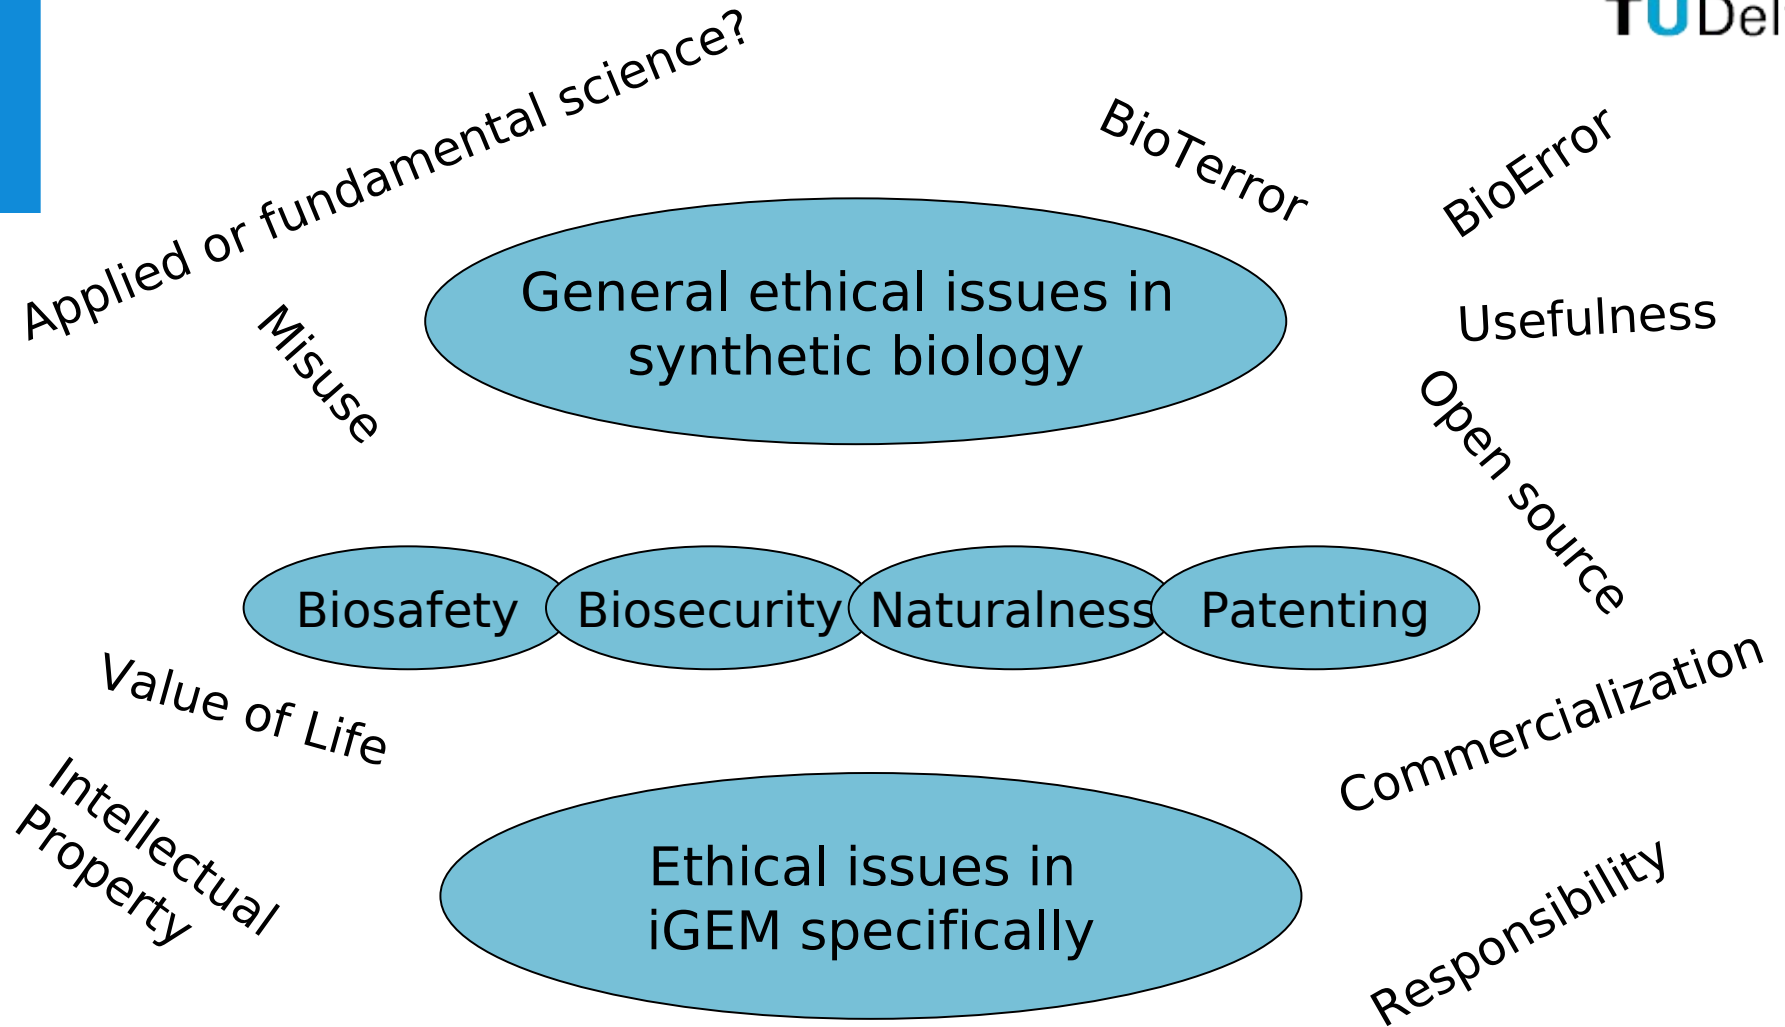 TUDel
Applied or fundamental science?
BioTerror
BioError
General ethical issues in
synthetic biology
Misuse
Usefulness
Open source
Biosafety
Biosecurity
Naturalness
Patenting
Value of Life
Commercialization
Intellectual
Property
Ethical issues in
iGEM specifically
Responsibility